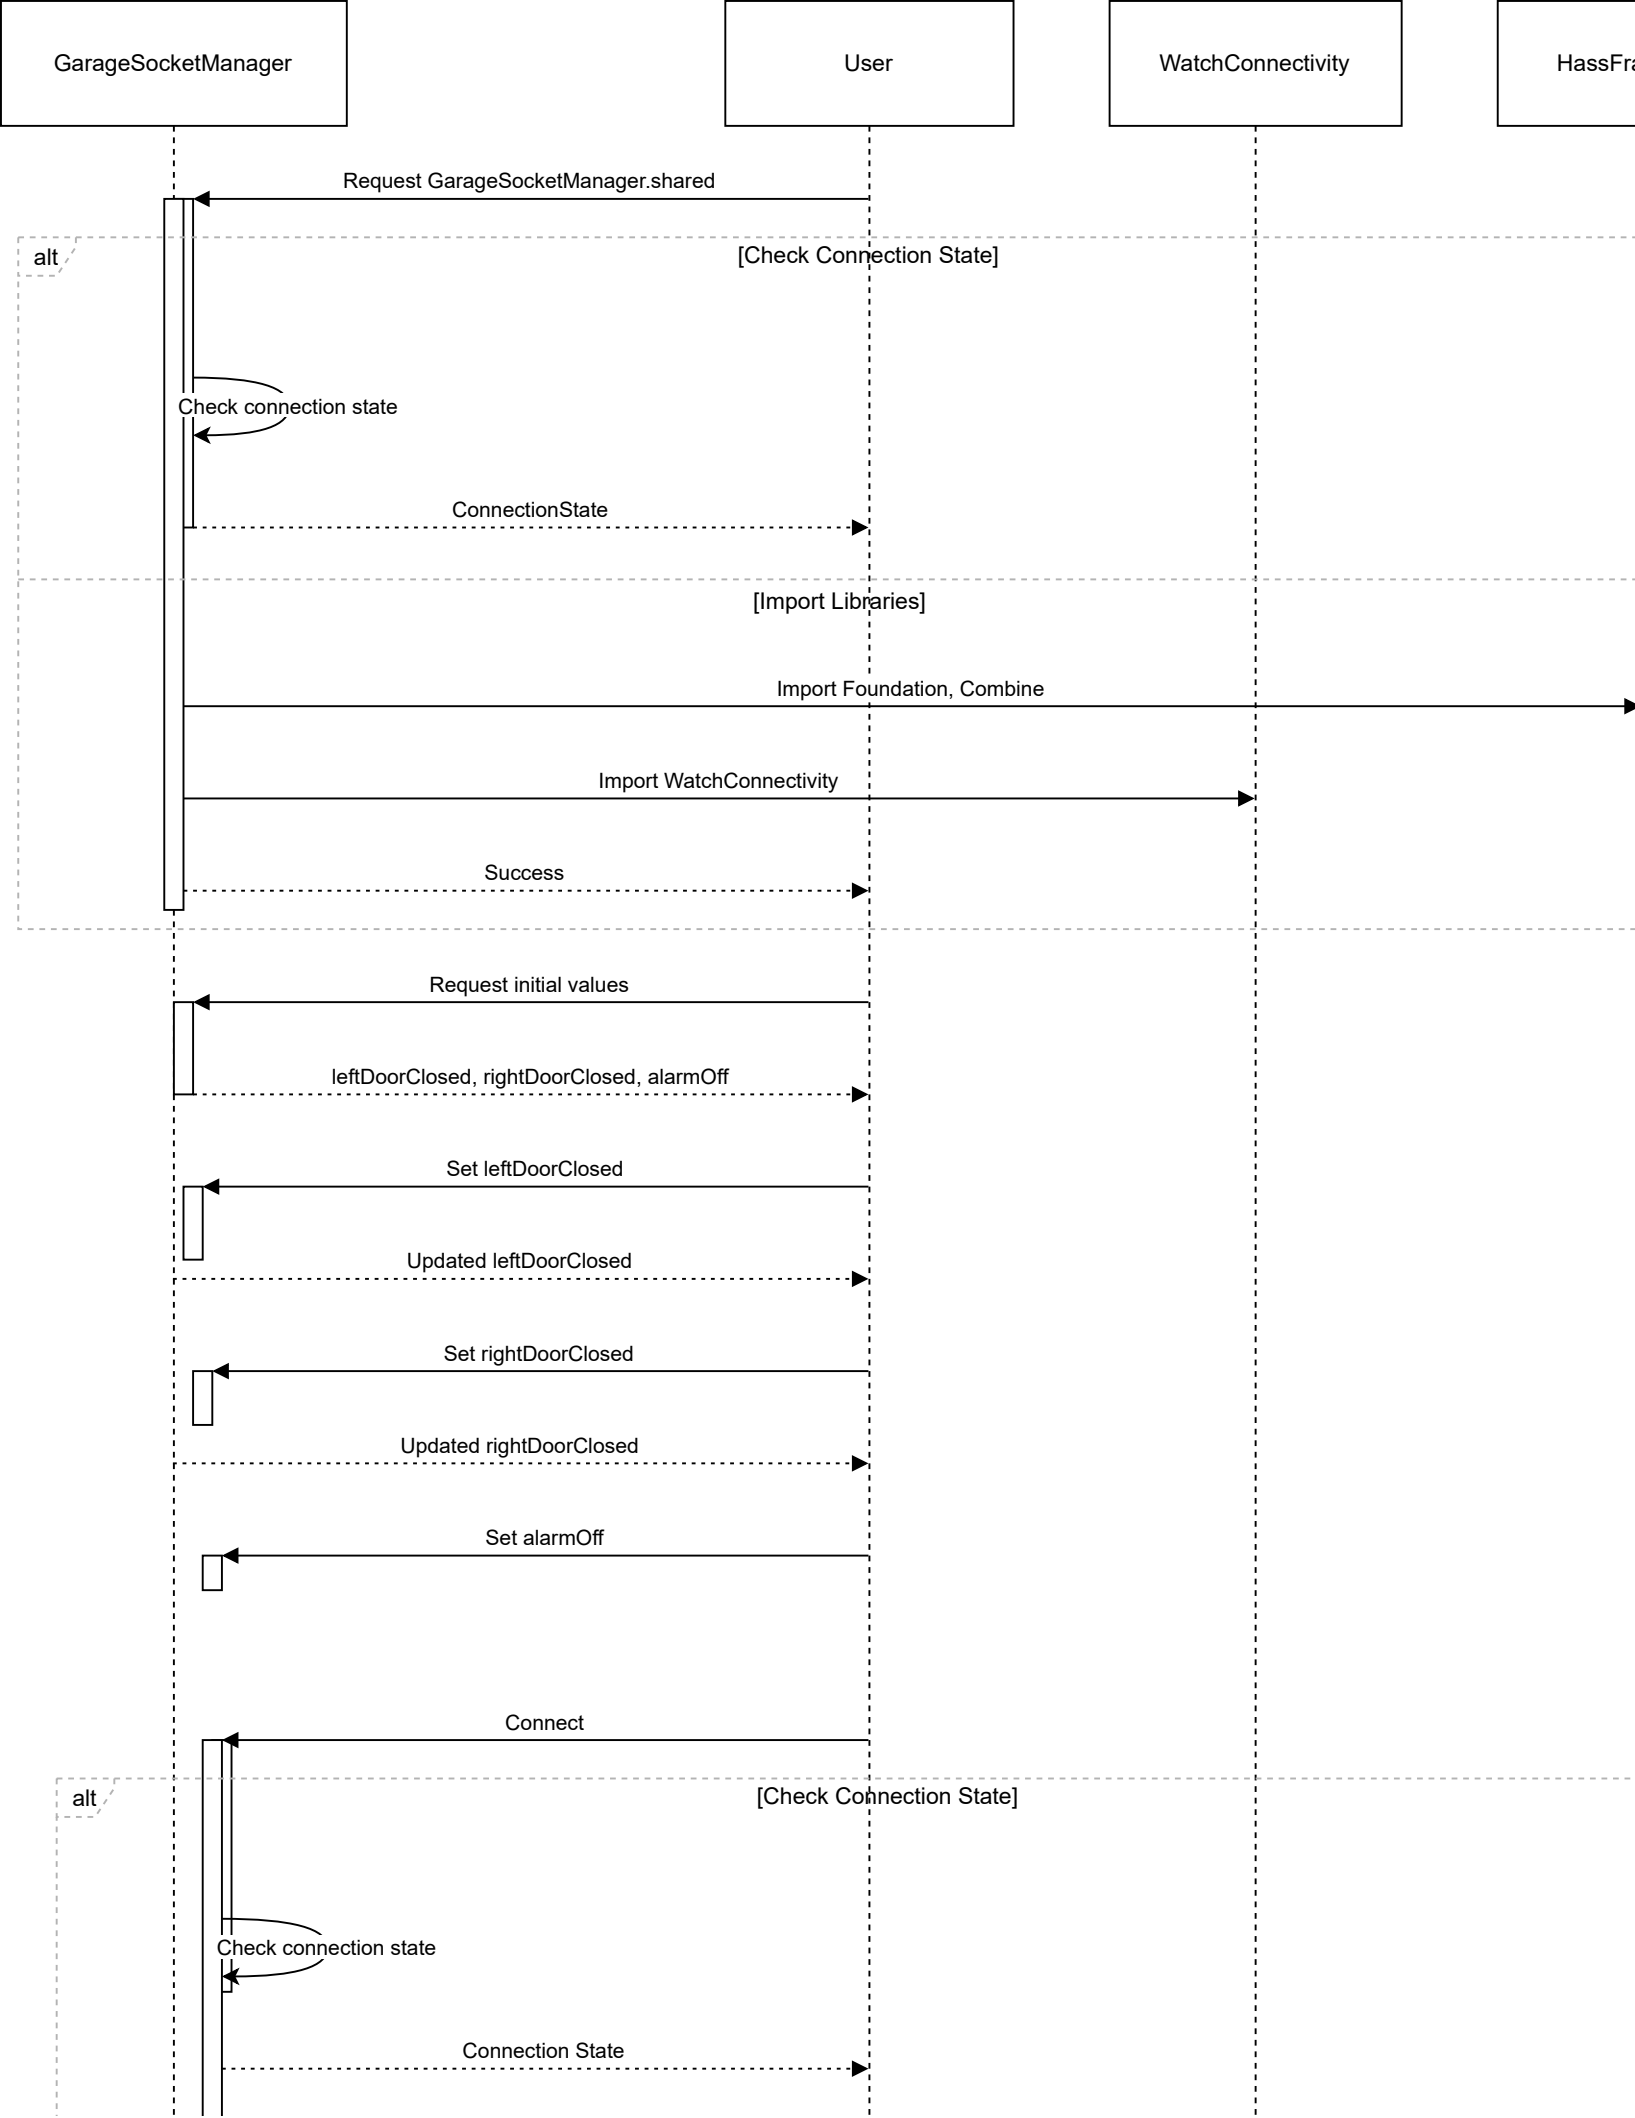 GarageSocketManager
User
WatchConnectivity
HassFra
Request GarageSocketManager.shared
alt
[Check Connection State]
Check connection state
ConnectionState
[Import Libraries]
Import Foundation, Combine
Import WatchConnectivity
Success
Request initial values
leftDoorClosed, rightDoorClosed, alarmOff
Set leftDoorClosed
Updated leftDoorClosed
Set rightDoorClosed
Updated rightDoorClosed
Set alarmOff
Connect
alt
[Check Connection State]
Check connection state
Connection State